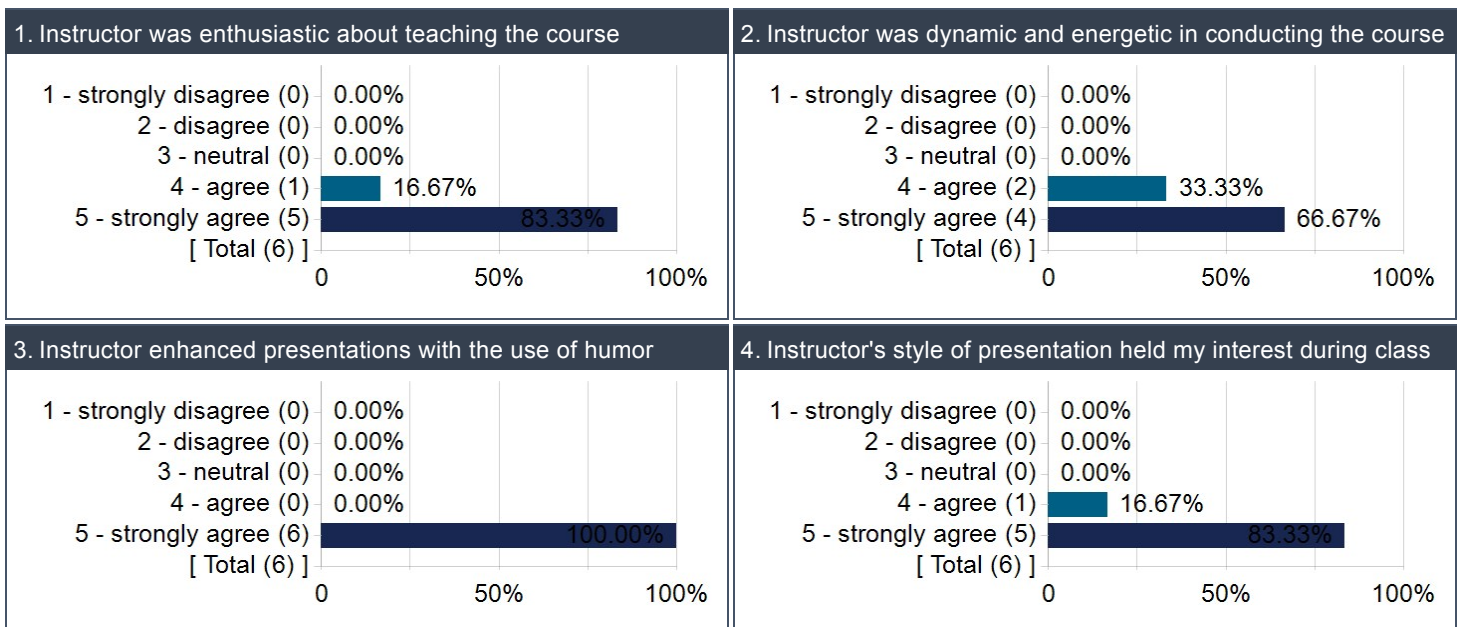 1. Instructor was enthusiastic about teaching the course
1 - strongly disagree (0) 0.00%
2 - disagree (0) 0.00%
3 - neutral (0) 0.00%
4 - agree (1) 16.67%
5 - strongly agree (5) 83.33%
[ Total (6) ]
0 50% 100%
2. Instructor was dynamic and energetic in conducting the course
1 - strongly disagree (0) 0.00%
2 - disagree (0) 0.00%
3 - neutral (0) 0.00%
4 - agree (2) 33.33%
5 - strongly agree (4) 66.67%
[ Total (6) ]
0 50% 100%
3. Instructor enhanced presentations with the use of humor
1 - strongly disagree (0) 0.00%
2 - disagree (0) 0.00%
3 - neutral (0) 0.00%
4 - agree (0) 0.00%
5 - strongly agree (6) 100.00%
[ Total (6) ]
0 50% 100%
4. Instructor's style of presentation held my interest during class
1 - strongly disagree (0) 0.00%
2 - disagree (0) 0.00%
3 - neutral (0) 0.00%
4 - agree (1) 16.67%
5 - strongly agree (5) 83.33%
[ Total (6) ]
0 50% 100%